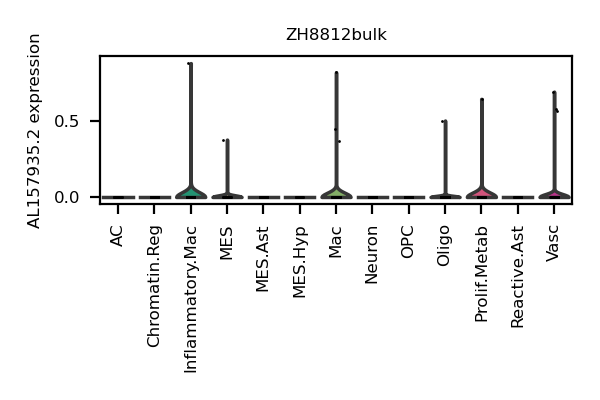 ZH8812bulk
AL157935.2 expression
0.5
0.0
AC
Chromatin.Reg
Inflammatory.Mac
MES
MES.Ast
MES.Hyp
Mac
Neuron
OPC
Oligo
Prolif.Metab
Reactive.Ast
Vasc